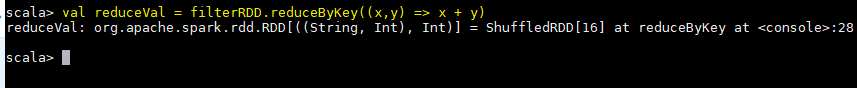 scala> val reduceVal = filterRDD.reduceByKey((x,y) => x + y)
reduceVal: org.apache.spark.rdd.RDD[((String, Int), Int)] = ShuffledRDD[16] at reduceByKey at <console>:28
scala>